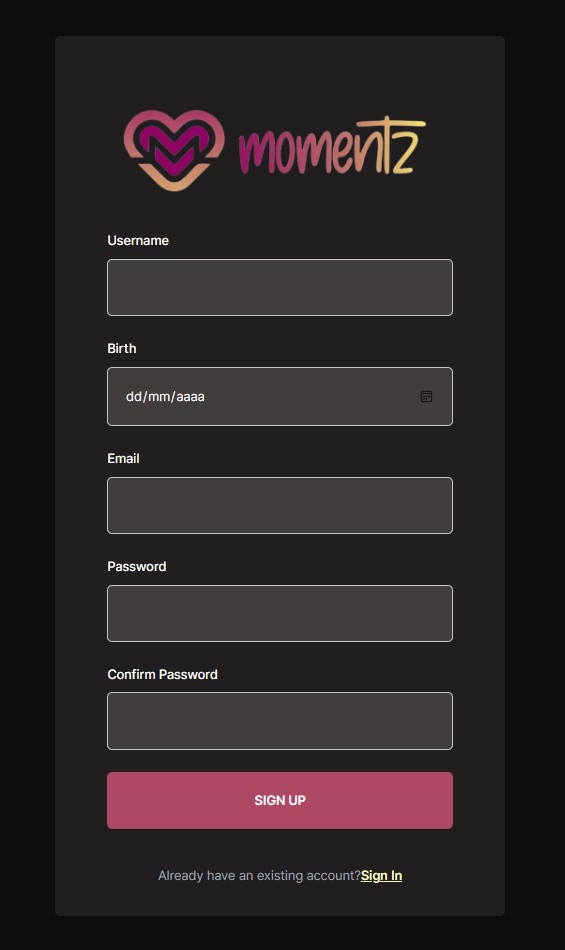 momentz
Username
Birth
dd/mm/aaaa
Email
Password
Confirm Password
SIGN UP
Already have an existing account?Sign In